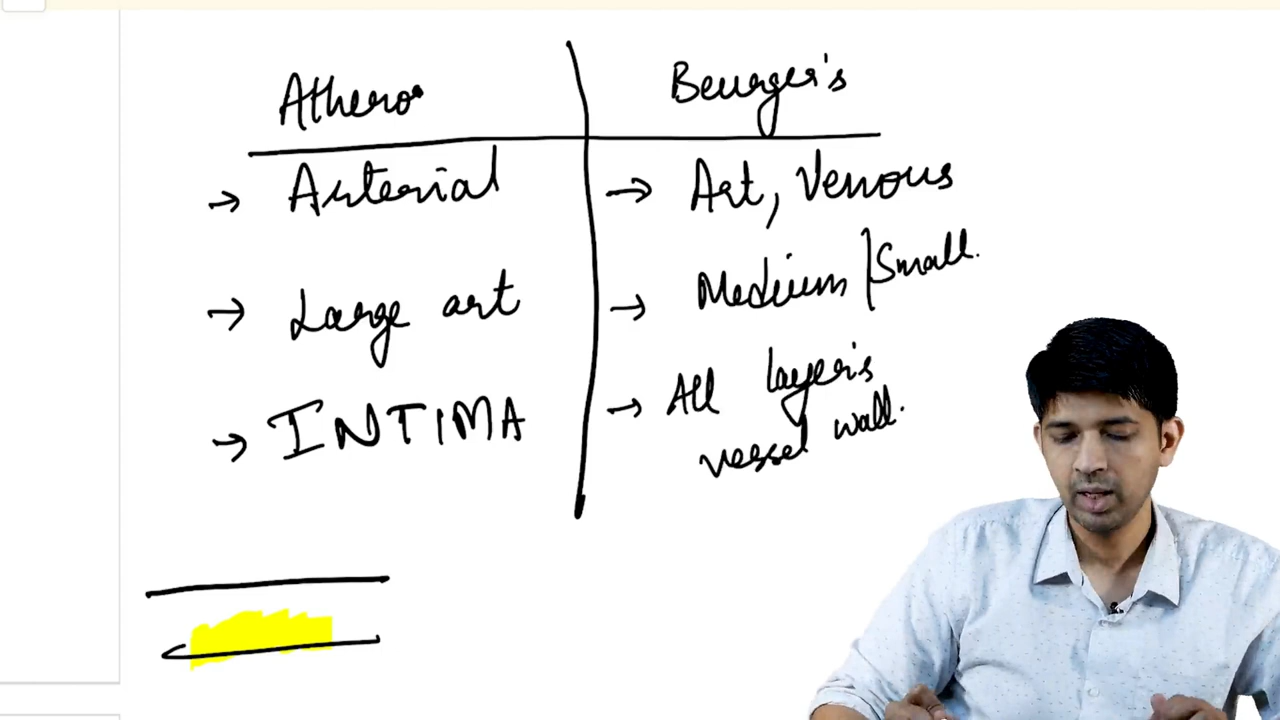 Athero
Beurger's
→ Arterial
→ Art, Venous
→ Large art
→ Medium/Small.
→ INTIMA
→ All layer's
vessel wall.